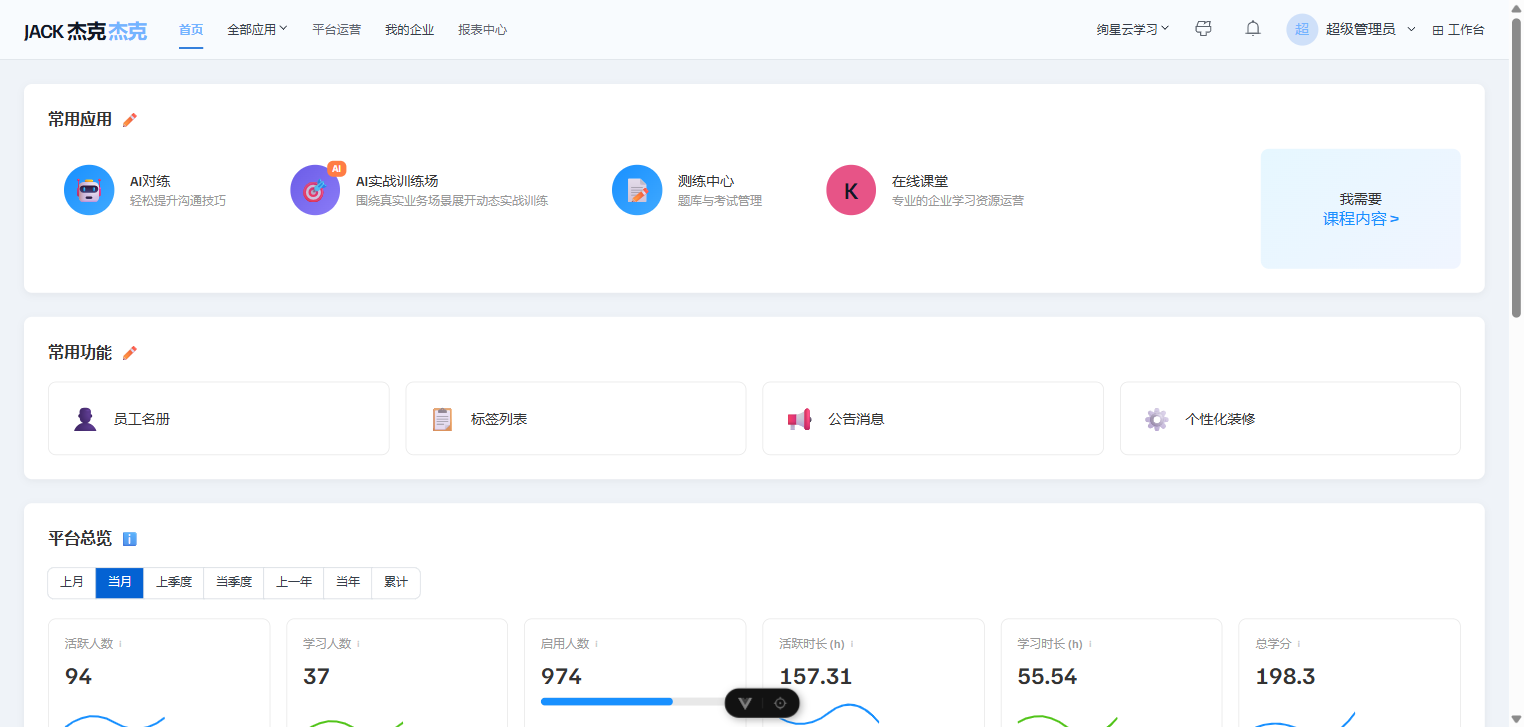 JACK 杰克 杰克
首页
全部应用
平台运营
我的企业
报表中心
绚星云学习
超
超级管理员
工作台
常用应用
AI对练
轻松提升沟通技巧
AI
AI实战训练场
围绕真实业务场景展开动态实战训练
测练中心
题库与考试管理
K
在线课堂
专业的企业学习资源运营
我需要
课程内容 >
常用功能
员工名册
标签列表
公告消息
个性化装修
平台总览
上月
当月
上季度
当季度
上一年
当年
累计
活跃人数
94
学习人数
37
启用人数
974
活跃时长 (h)
157.31
学习时长 (h)
55.54
总学分
198.3